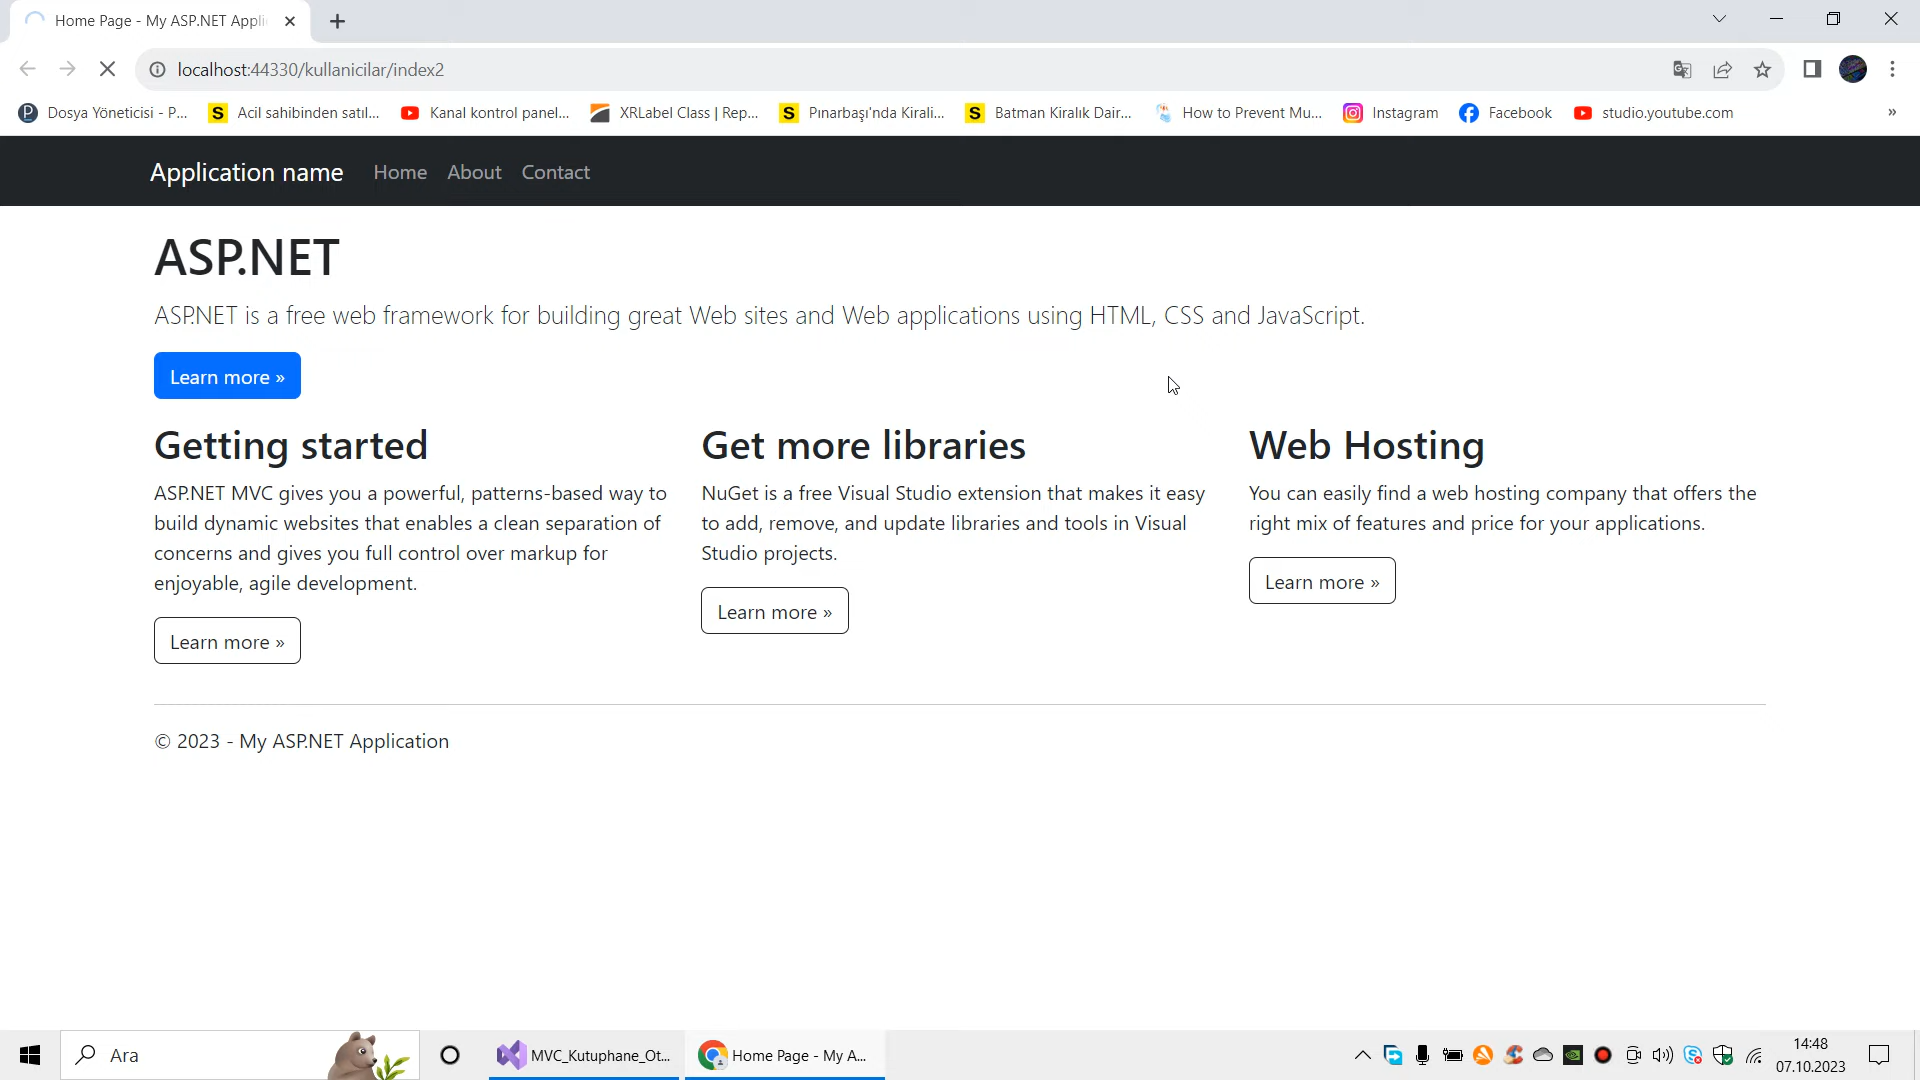 Home Page - My ASP.NET Appli
localhost:44330/kullanicilar/index2
Dosya Yöneticisi - P... Acil sahibinden satıl... Kanal kontrol panel... XRLabel Class | Rep... Pınarbaşı'nda Kirali... Batman Kiralık Dair... How to Prevent Mu... Instagram Facebook studio.youtube.com »
Application name Home About Contact
ASP.NET
ASP.NET is a free web framework for building great Web sites and Web applications using HTML, CSS and JavaScript.
Learn more »
Getting started
ASP.NET MVC gives you a powerful, patterns-based way to
build dynamic websites that enables a clean separation of
concerns and gives you full control over markup for
enjoyable, agile development.
Learn more »
Get more libraries
NuGet is a free Visual Studio extension that makes it easy
to add, remove, and update libraries and tools in Visual
Studio projects.
Learn more »
Web Hosting
You can easily find a web hosting company that offers the
right mix of features and price for your applications.
Learn more »
© 2023 - My ASP.NET Application
Ara
MVC_Kutuphane_Ot...
Home Page - My A...
14:48
07.10.2023